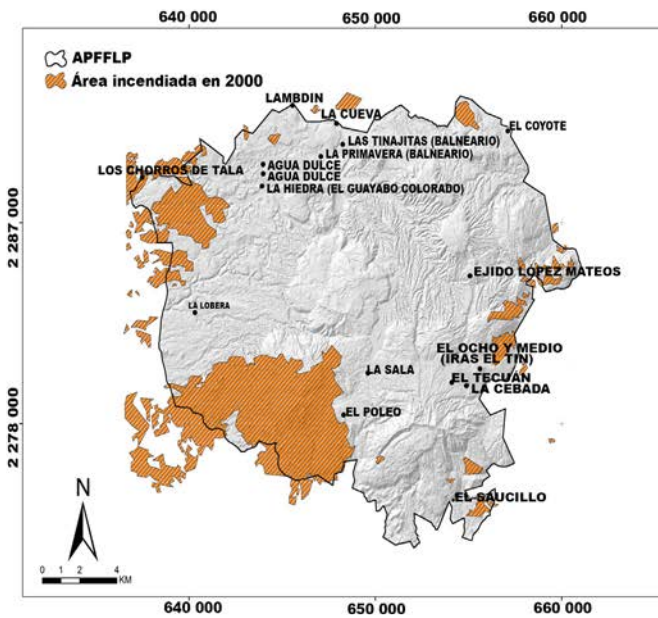 640 000
650 000
660 000
APFFLP
Área incendiada en 2000
LAMBDIN
LA CUEVA
EL COYOTE
LAS TINAJITAS (BALNEARIO)
LA PRIMAVERA (BALNEARIO)
LOS CHORROS DE TALA
AGUA DULCE
AGUA DULCE
LA HIEDRA (EL GUAYABO COLORADO)
2 287 000
EJIDO LÓPEZ MATEOS
LA LOBERA
EL OCHO Y MEDIO
(IRAS EL TIN)
LA SALA
EL TECUÁN
LA CEBADA
EL POLEO
2 278 000
EL SAUCILLO
N
0 1 2 4
KM
640 000
650 000
660 000